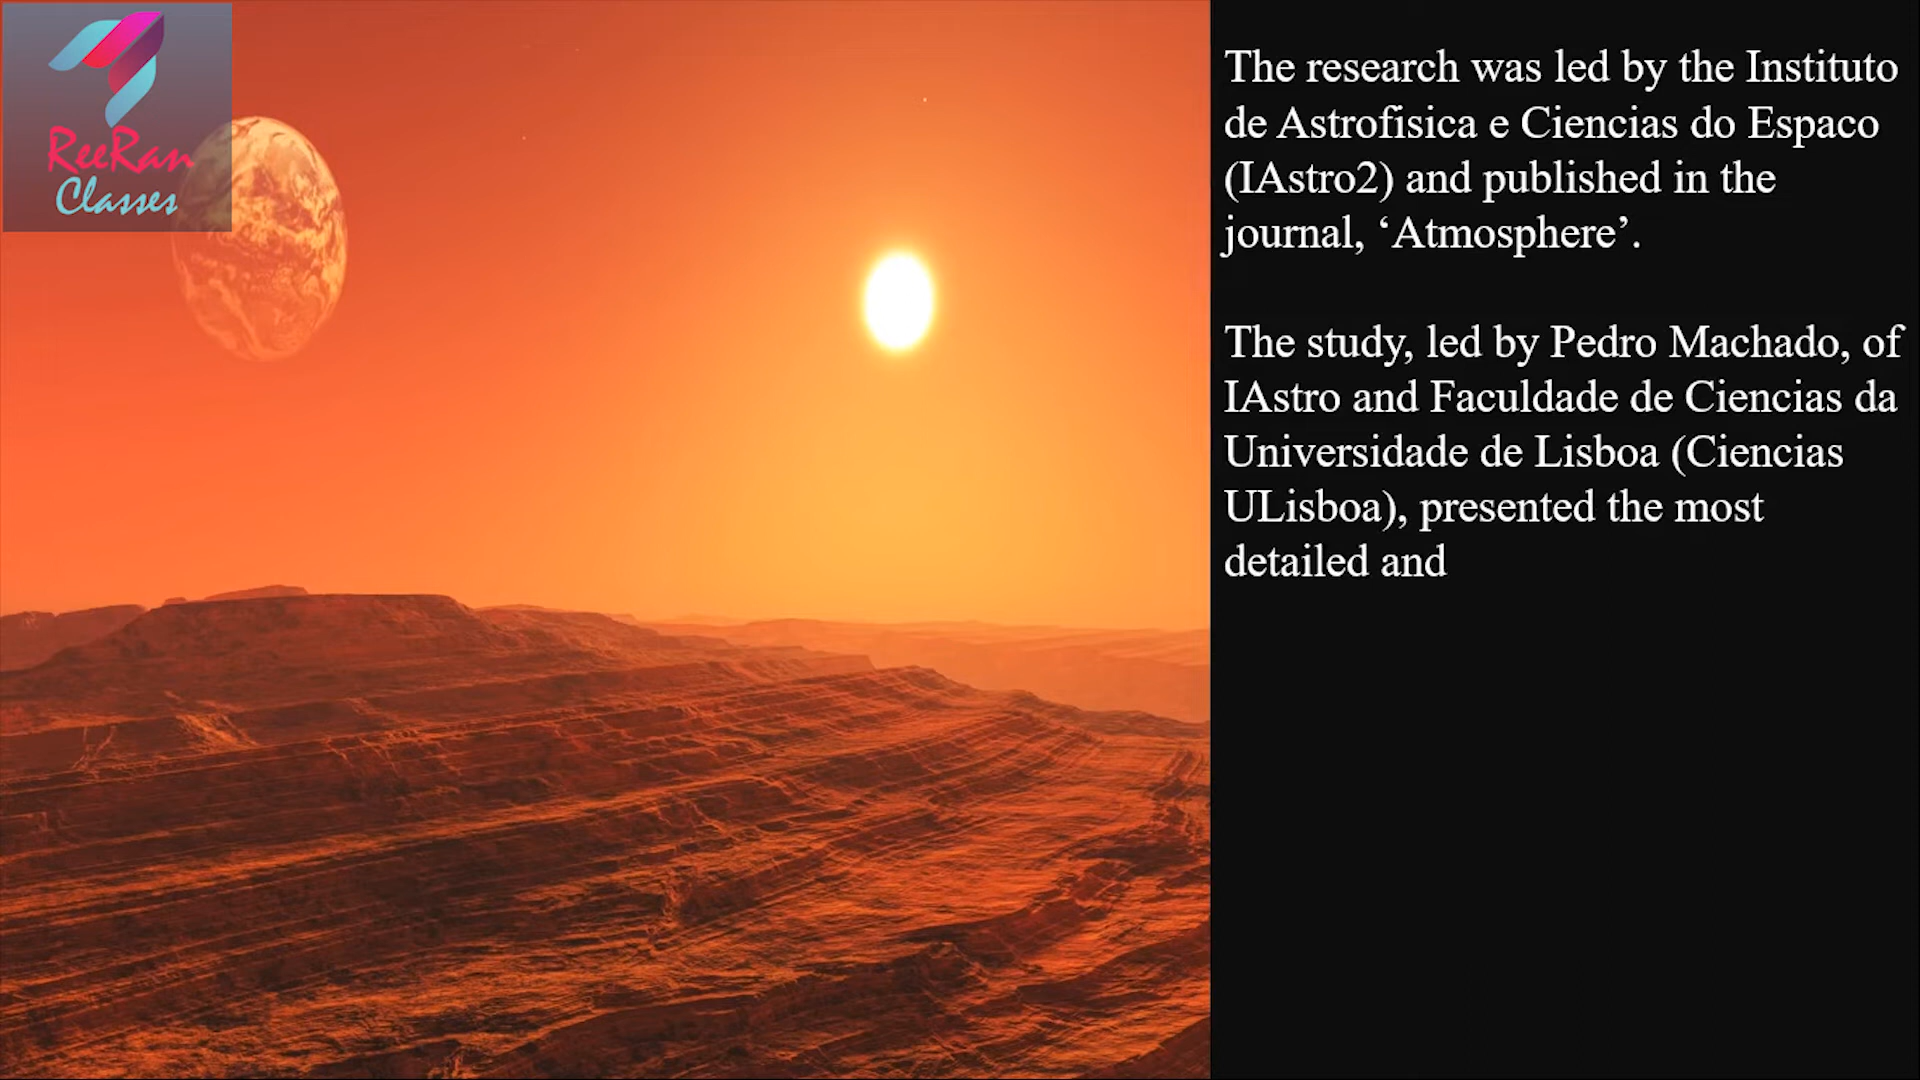 ReeRan
Classes
The research was led by the Instituto
de Astrofisica e Ciencias do Espaco
(IAstro2) and published in the
journal, ‘Atmosphere’.
The study, led by Pedro Machado, of
IAstro and Faculdade de Ciencias da
Universidade de Lisboa (Ciencias
ULisboa), presented the most
detailed and